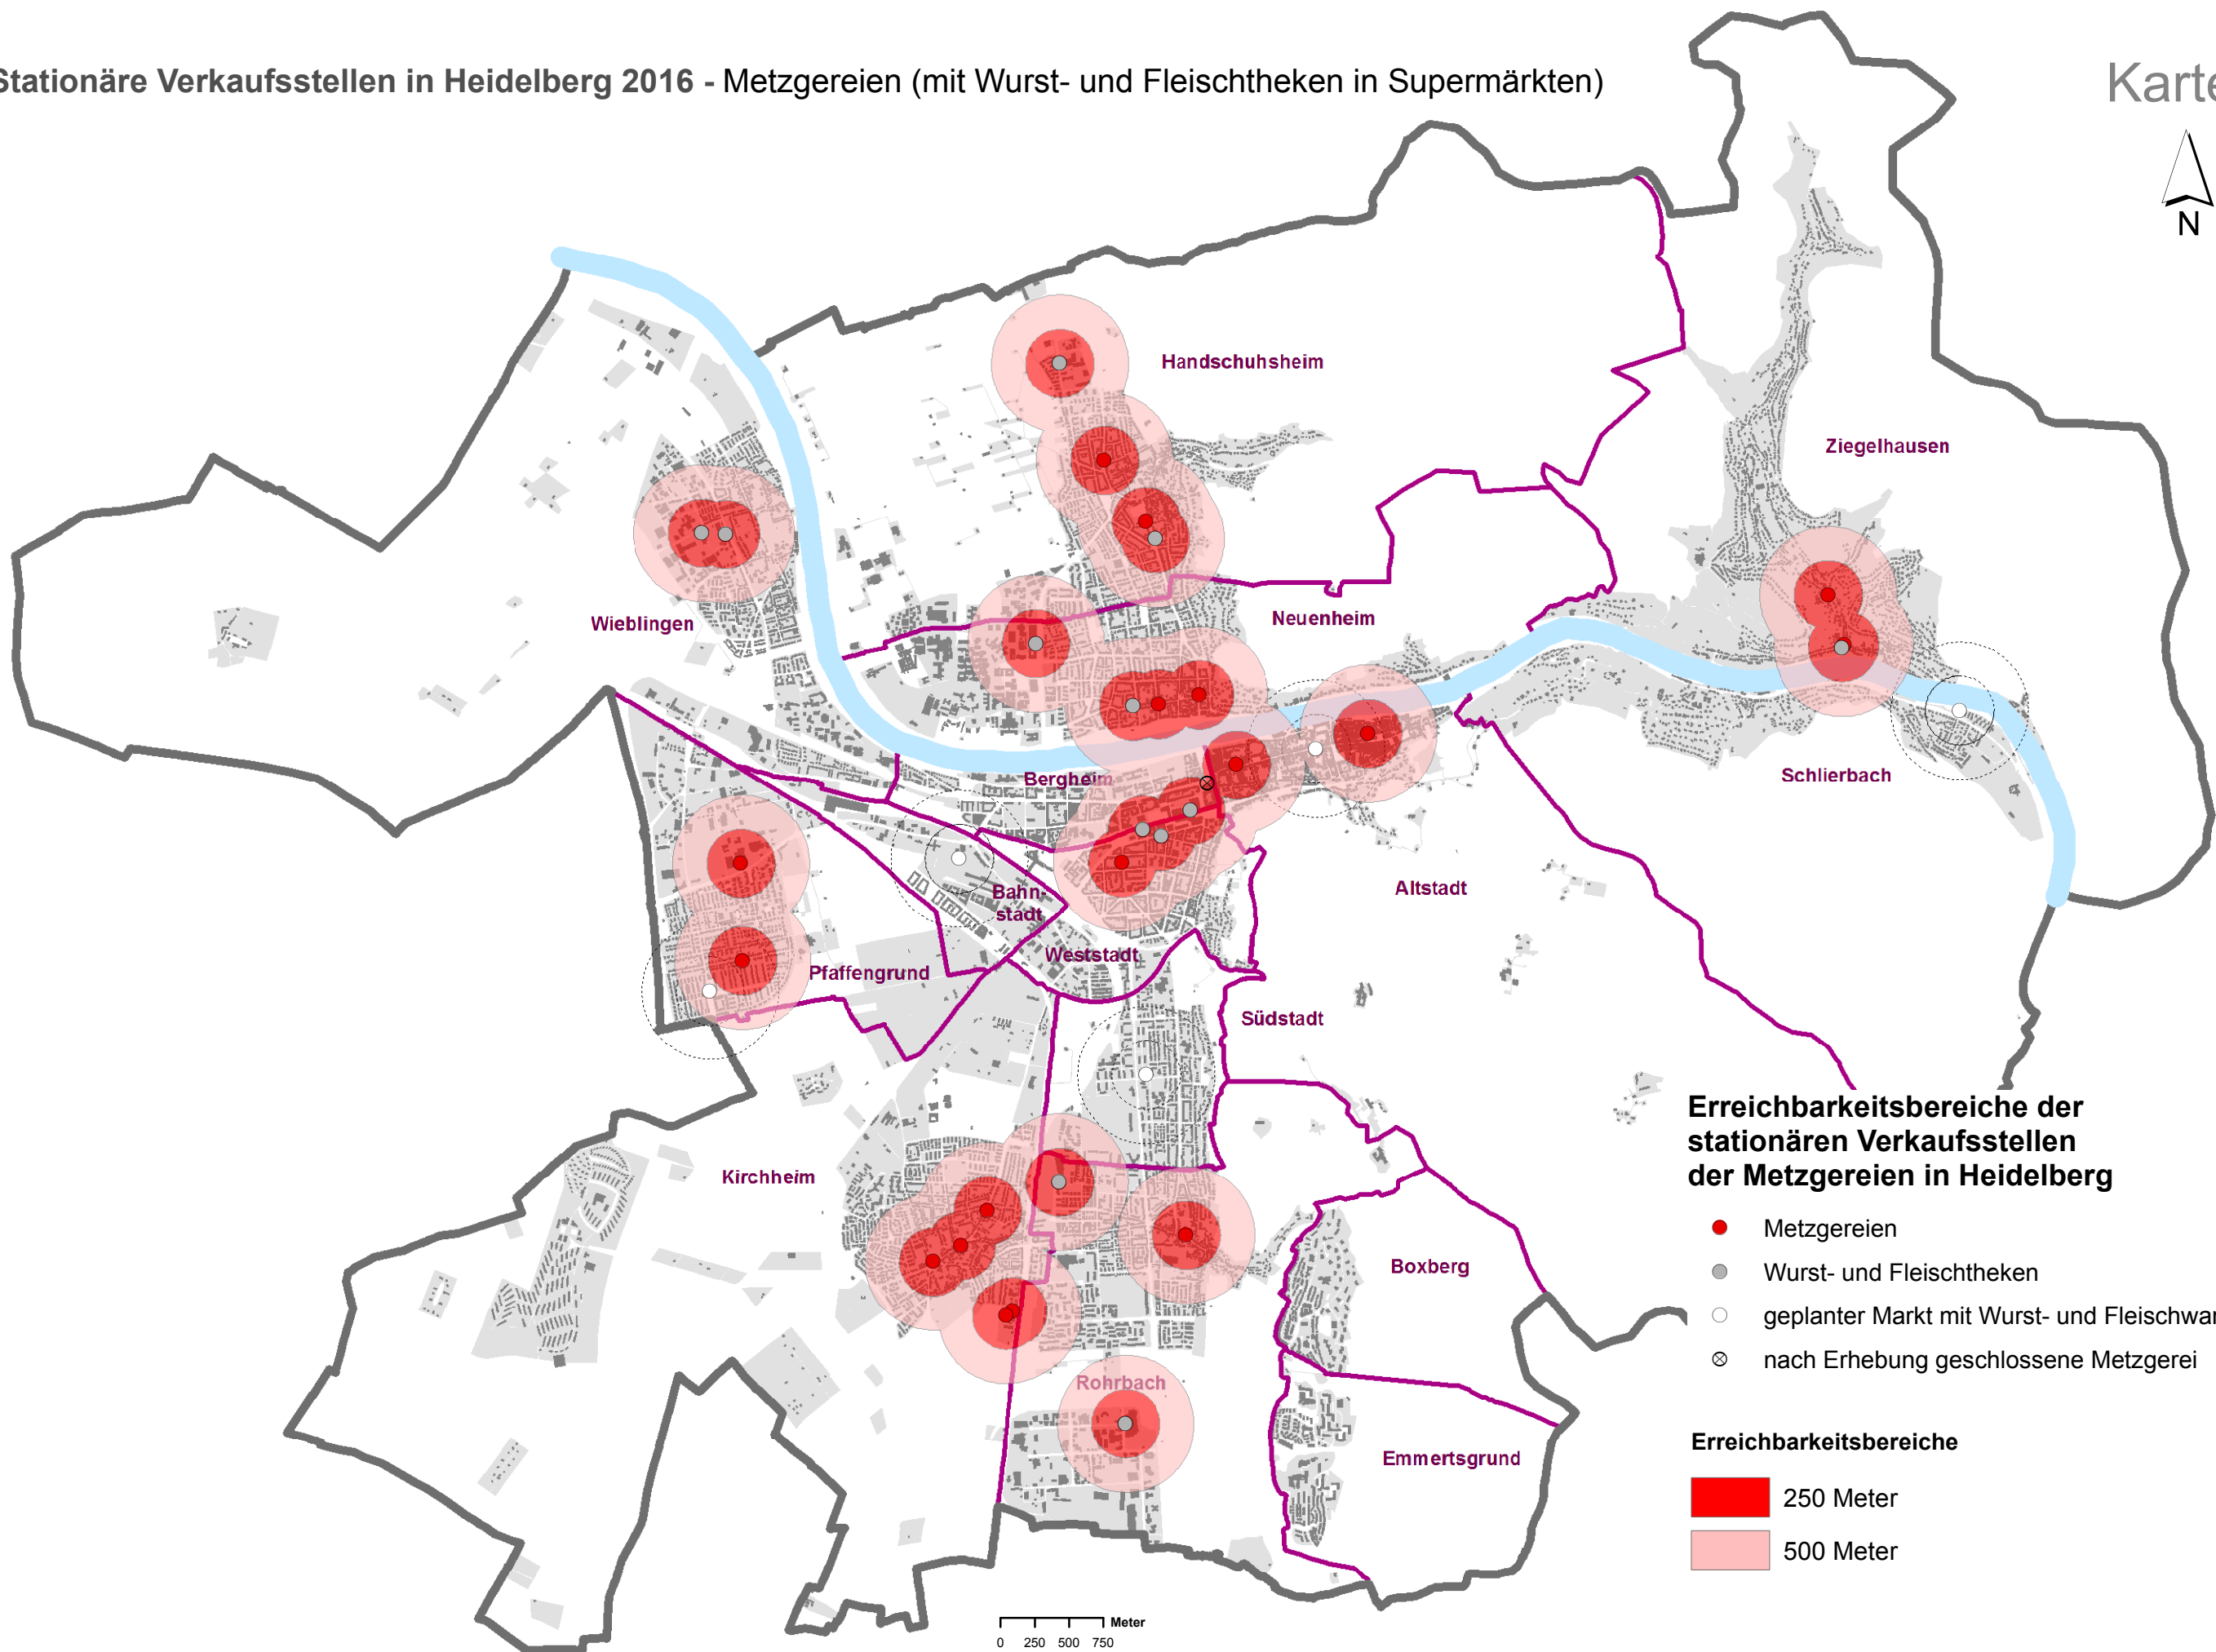 Stationäre Verkaufsstellen in Heidelberg 2016 - Metzgereien (mit Wurst- und Fleischtheken in Supermärkten)
Karte
N
Handschuhsheim
Ziegelhausen
Wieblingen
Neuenheim
Bergheim
Schlierbach
Altstadt
Bahn-
stadt
Weststadt
Pfaffengrund
Südstadt
Kirchheim
Boxberg
Rohrbach
Emmertsgrund
Erreichbarkeitsbereiche der
stationären Verkaufsstellen
der Metzgereien in Heidelberg
Metzgereien
Wurst- und Fleischtheken
geplanter Markt mit Wurst- und
nach Erhebung geschlossene Metzgerei
Erreichbarkeitsbereiche
250 Meter
500 Meter
Meter
0 250 500 750